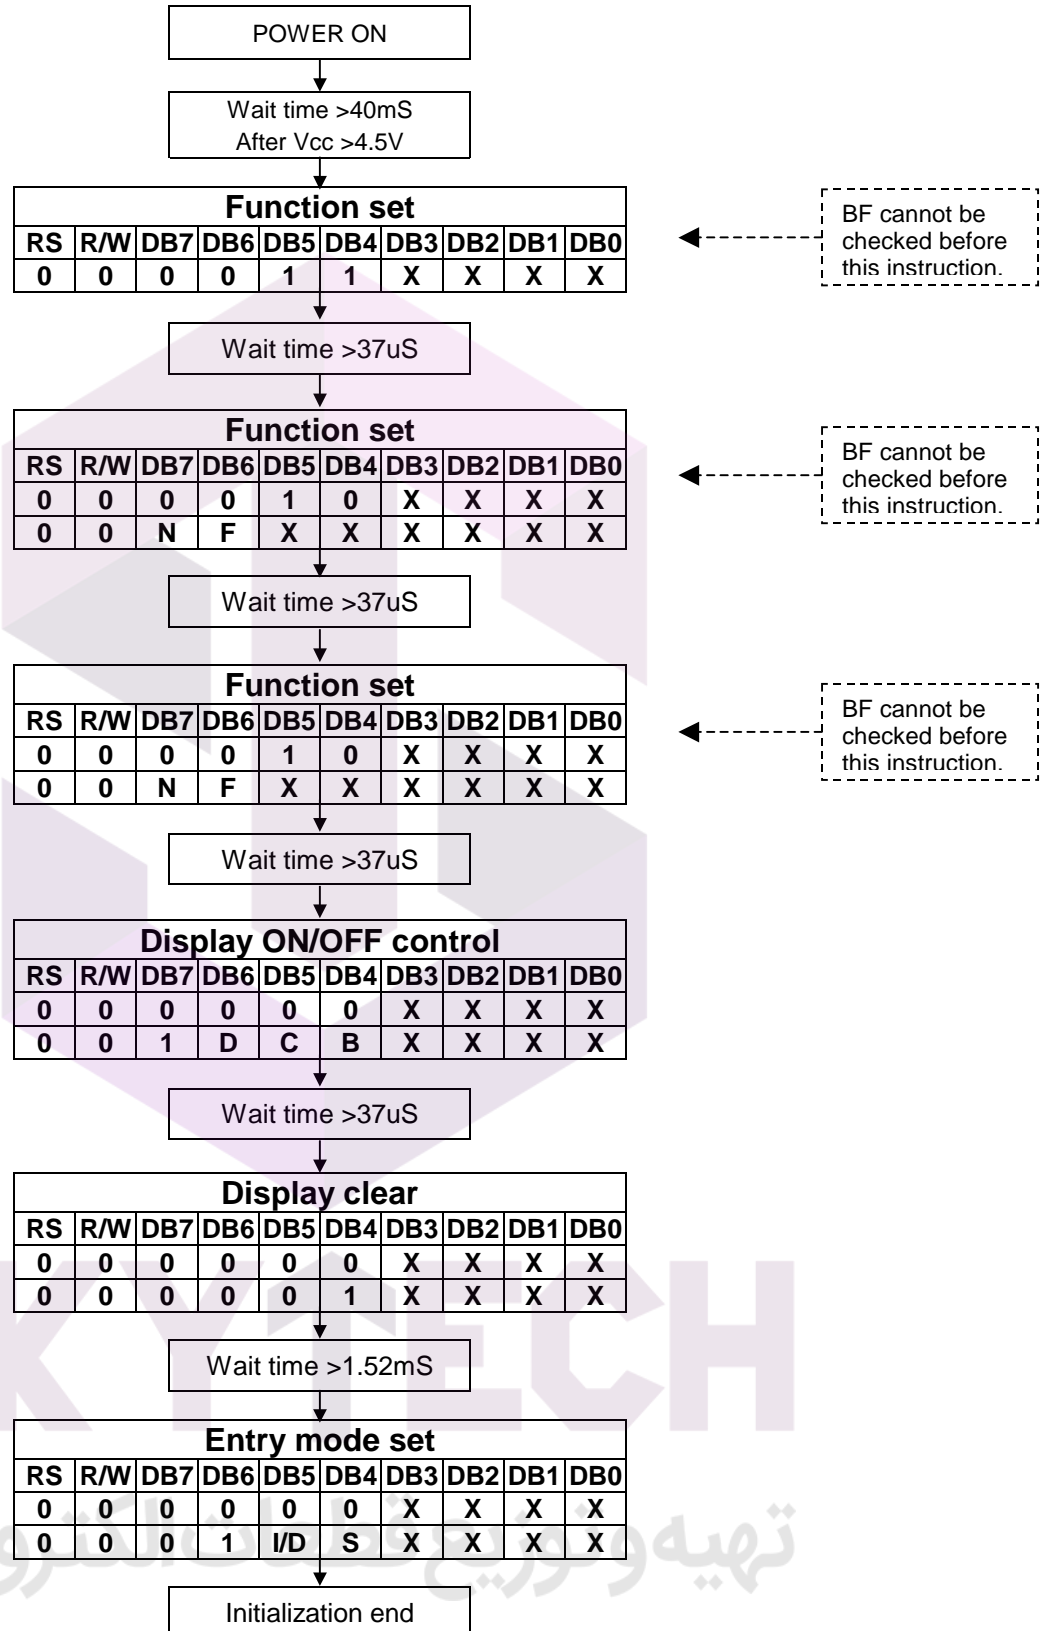 POWER ON
Wait time >40mS
After Vcc >4.5V
Function set
RS R/W DB7 DB6 DB5 DB4 DB3 DB2 DB1 DB0
0 0 0 0 1 1 X X X X
BF cannot be
checked before
this instruction.
Wait time >37uS
Function set
RS R/W DB7 DB6 DB5 DB4 DB3 DB2 DB1 DB0
0 0 0 0 1 0 X X X X
0 0 N F X X X X X X
BF cannot be
checked before
this instruction.
Wait time >37uS
Function set
RS R/W DB7 DB6 DB5 DB4 DB3 DB2 DB1 DB0
0 0 0 0 1 0 X X X X
0 0 N F X X X X X X
BF cannot be
checked before
this instruction.
Wait time >37uS
Display ON/OFF control
RS R/W DB7 DB6 DB5 DB4 DB3 DB2 DB1 DB0
0 0 0 0 0 0 X X X X
0 0 1 D C B X X X X
Wait time >37uS
Display clear
RS R/W DB7 DB6 DB5 DB4 DB3 DB2 DB1 DB0
0 0 0 0 0 0 X X X X
0 0 0 0 0 1 X X X X
KYTECH
Wait time >1.52mS
Entry mode set
RS R/W DB7 DB6 DB5 DB4 DB3 DB2 DB1 DB0
0 0 0 0 0 0 X X X X
0 0 0 1 I/D S X X X X
تهیه و توزیع قطعات
Initialization end